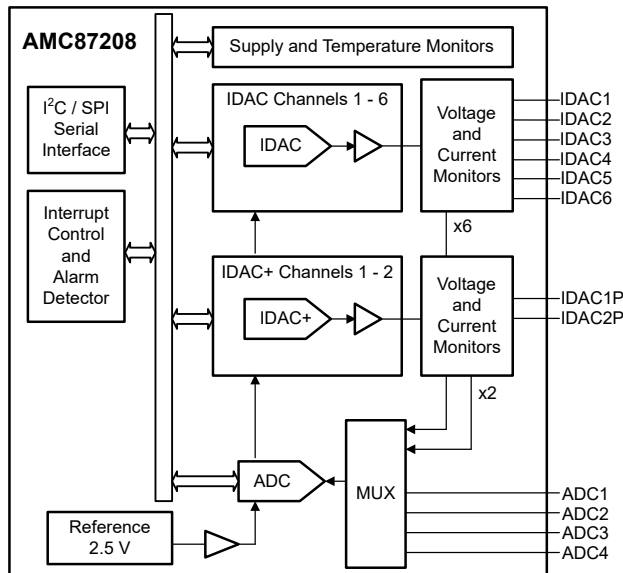 AMC87208
Supply and Temperature Monitors
I²C / SPI
Serial
Interface
IDAC Channels 1 - 6
IDAC
Voltage
and
Current
Monitors
IDAC1
IDAC2
IDAC3
IDAC4
IDAC5
IDAC6
x6
Interrupt
Control
and
Alarm
Detector
IDAC+ Channels 1 - 2
IDAC+
Voltage
and
Current
Monitors
IDAC1P
IDAC2P
x2
ADC
MUX
ADC1
ADC2
ADC3
ADC4
Reference
2.5 V